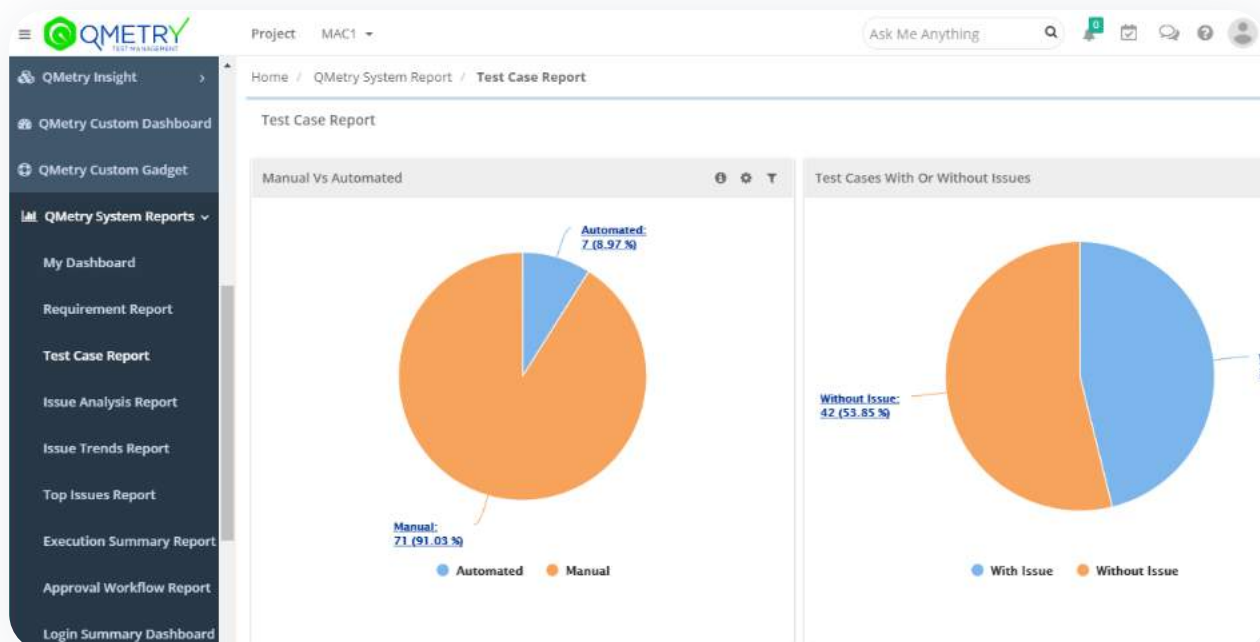 QMETRY
TEST MANAGEMENT
Project MAC1
Ask Me Anything
0
QMetry Insight
QMetry Custom Dashboard
QMetry Custom Gadget
QMetry System Reports
My Dashboard
Requirement Report
Test Case Report
Issue Analysis Report
Issue Trends Report
Top Issues Report
Execution Summary Report
Approval Workflow Report
Login Summary Dashboard
Home / QMetry System Report / Test Case Report
Test Case Report
Manual Vs Automated
Automated:
7 (8.97 %)
Manual:
71 (91.03 %)
Automated Manual
Test Cases With Or Without Issues
Without Issue:
42 (53.85 %)
With Issue Without Issue